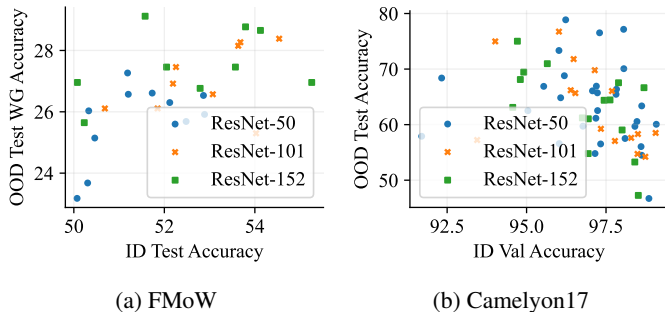 OOD Test WG Accuracy
28
26
24
50
52
54
ID Test Accuracy
ResNet-50
ResNet-101
ResNet-152
(a) FMoW
OOD Test Accuracy
80
70
60
50
92.5
95.0
97.5
ID Val Accuracy
ResNet-50
ResNet-101
ResNet-152
(b) Camelyon17